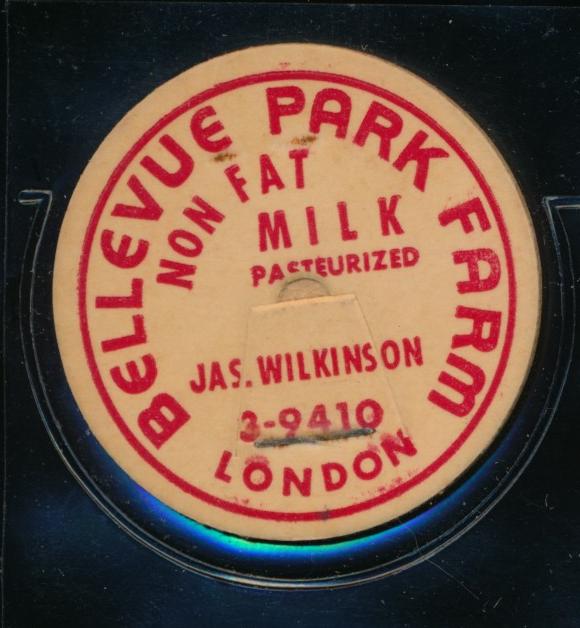 BELLEVUE PARK FARM
NON FAT
MILK
PASTEURIZED
JAS. WILKINSON
3-9410
LONDON